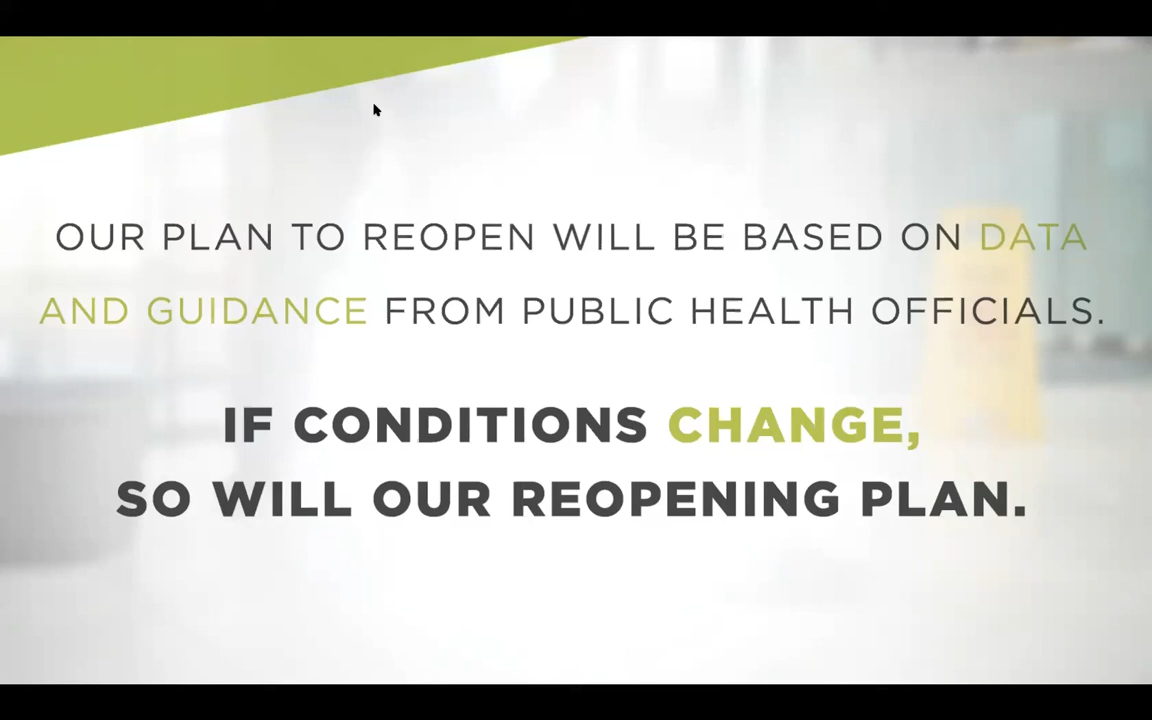 OUR PLAN TO REOPEN WILL BE BASED ON DATA
AND GUIDANCE FROM PUBLIC HEALTH OFFICIALS.
IF CONDITIONS CHANGE,
SO WILL OUR REOPENING PLAN.